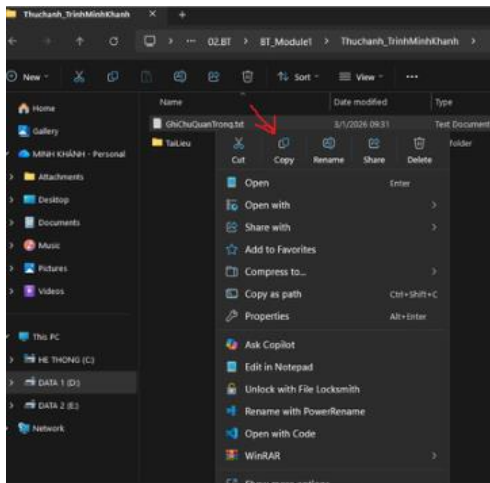 Thuchanh_TrinhMinhKhanh
02.BT > BT_Module1 > Thuchanh_TrinhMinhKhanh >
New Sort View
Name Date modified Type
Home
Gallery
MINH KHÁNH - Personal
Attachments
Desktop
Documents
Music
Pictures
Videos
This PC
HE THONG (C:)
DATA 1 (D:)
DATA 2 (E:)
Network
GhiChuQuanTrong.txt 3/1/2026 09:31 Text Document
TaiLieu folder
Cut Copy Rename Share Delete
Open Enter
Open with
Share with
Add to Favorites
Compress to...
Copy as path Ctrl+Shift+C
Properties Alt+Enter
Ask Copilot
Edit in Notepad
Unlock with File Locksmith
Rename with PowerRename
Open with Code
WinRAR
Show more options